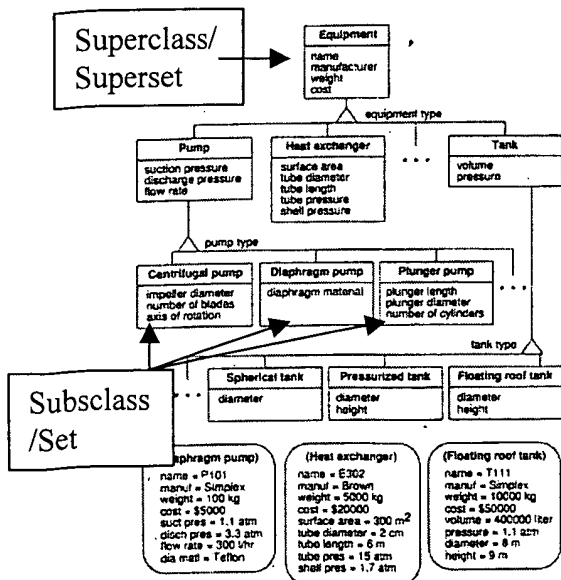 Superclass/
Superset
Equipment
name
manufacturer
weight
cost
equipment type
Pump
suction pressure
discharge pressure
flow rate
Heat exchanger
surface area
tube diameter
tube length
tube pressure
shell pressure
Tank
volume
pressure
pump type
Centrifugal pump
impeller diameter
number of blades
axis of rotation
Diaphragm pump
diaphragm material
Plunger pump
plunger length
plunger diameter
number of cylinders
tank type
Subsclass
/Set
Spherical tank
diameter
Pressurized tank
diameter
height
Floating roof tank
diameter
height
aphragm pump)
name = P101
manuf = Simplex
weight = 100 kg
cost = $5000
suct pres = 1.1 atm
disch pres = 3.3 atm
flow rate = 300 l/hr
dia matl = Teflon
(Heat exchanger)
name = E302
manuf = Brown
weight = 5000 kg
cost = $20000
surface area = 300 m²
tube diameter = 2 cm
tube length = 6 m
tube pres = 15 atm
shell pres = 1.7 atm
(Floating roof tank)
name = T111
manuf = Simplex
weight = 10000 kg
cost = $50000
volume = 400000 liter
pressure = 1.1 atm
diameter = 8 m
height = 9 m